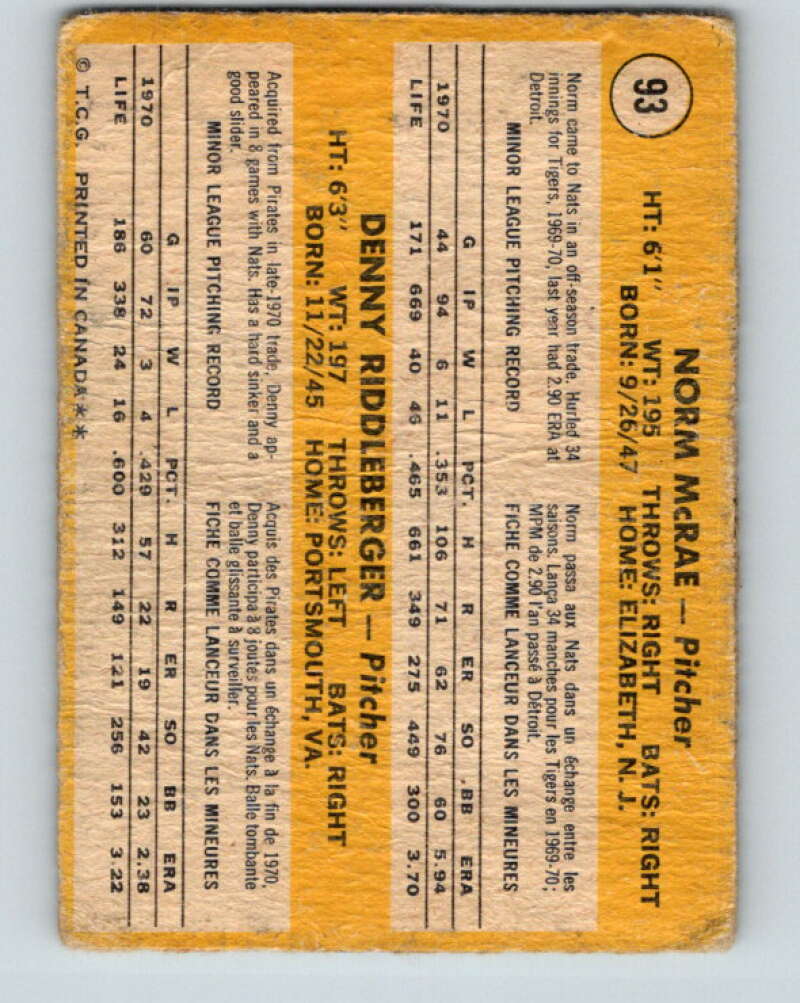 93
NORM McRAE — Pitcher
HT: 6'1" WT: 195 THROWS: RIGHT BATS: RIGHT
BORN: 9/26/47 HOME: ELIZABETH, N. J.
Norm came to Nats in an off-season trade. Hurled 34
innings for Tigers, 1969-70, last year had 2.90 ERA at
Detroit.
MINOR LEAGUE PITCHING RECORD
Norm passa aux Nats dans un échange entre les
saisons. Lança 34 manches pour les Tigers en 1969-70;
MPM de 2.90 l'an passé à Détroit.
FICHE COMME LANCEUR DANS LES MINEURES
G IP W L PCT. H R ER SO BB ERA
1970 44 94 6 11 .353 106 71 62 76 60 5.94
LIFE 171 669 40 46 .465 661 349 275 449 300 3.70
DENNY RIDDLEBERGER — Pitcher
HT: 6'3" WT: 197 THROWS: LEFT BATS: RIGHT
BORN: 11/22/45 HOME: PORTSMOUTH, VA.
Acquired from Pirates in late-1970 trade, Denny ap-
peared in 8 games with Nats. Has a hard sinker and a
good slider.
MINOR LEAGUE PITCHING RECORD
Acquis des Pirates dans un échange à la fin de 1970,
Denny participa à 8 joutes pour les Nats. Balle tombante
et balle glissante à surveiller.
FICHE COMME LANCEUR DANS LES MINEURES
G IP W L PCT. H R ER SO BB ERA
1970 60 72 3 4 .429 57 22 19 42 23 2.38
LIFE 186 338 24 16 .600 312 149 121 256 153 3.22
© T.C.G. PRINTED IN CANADA**